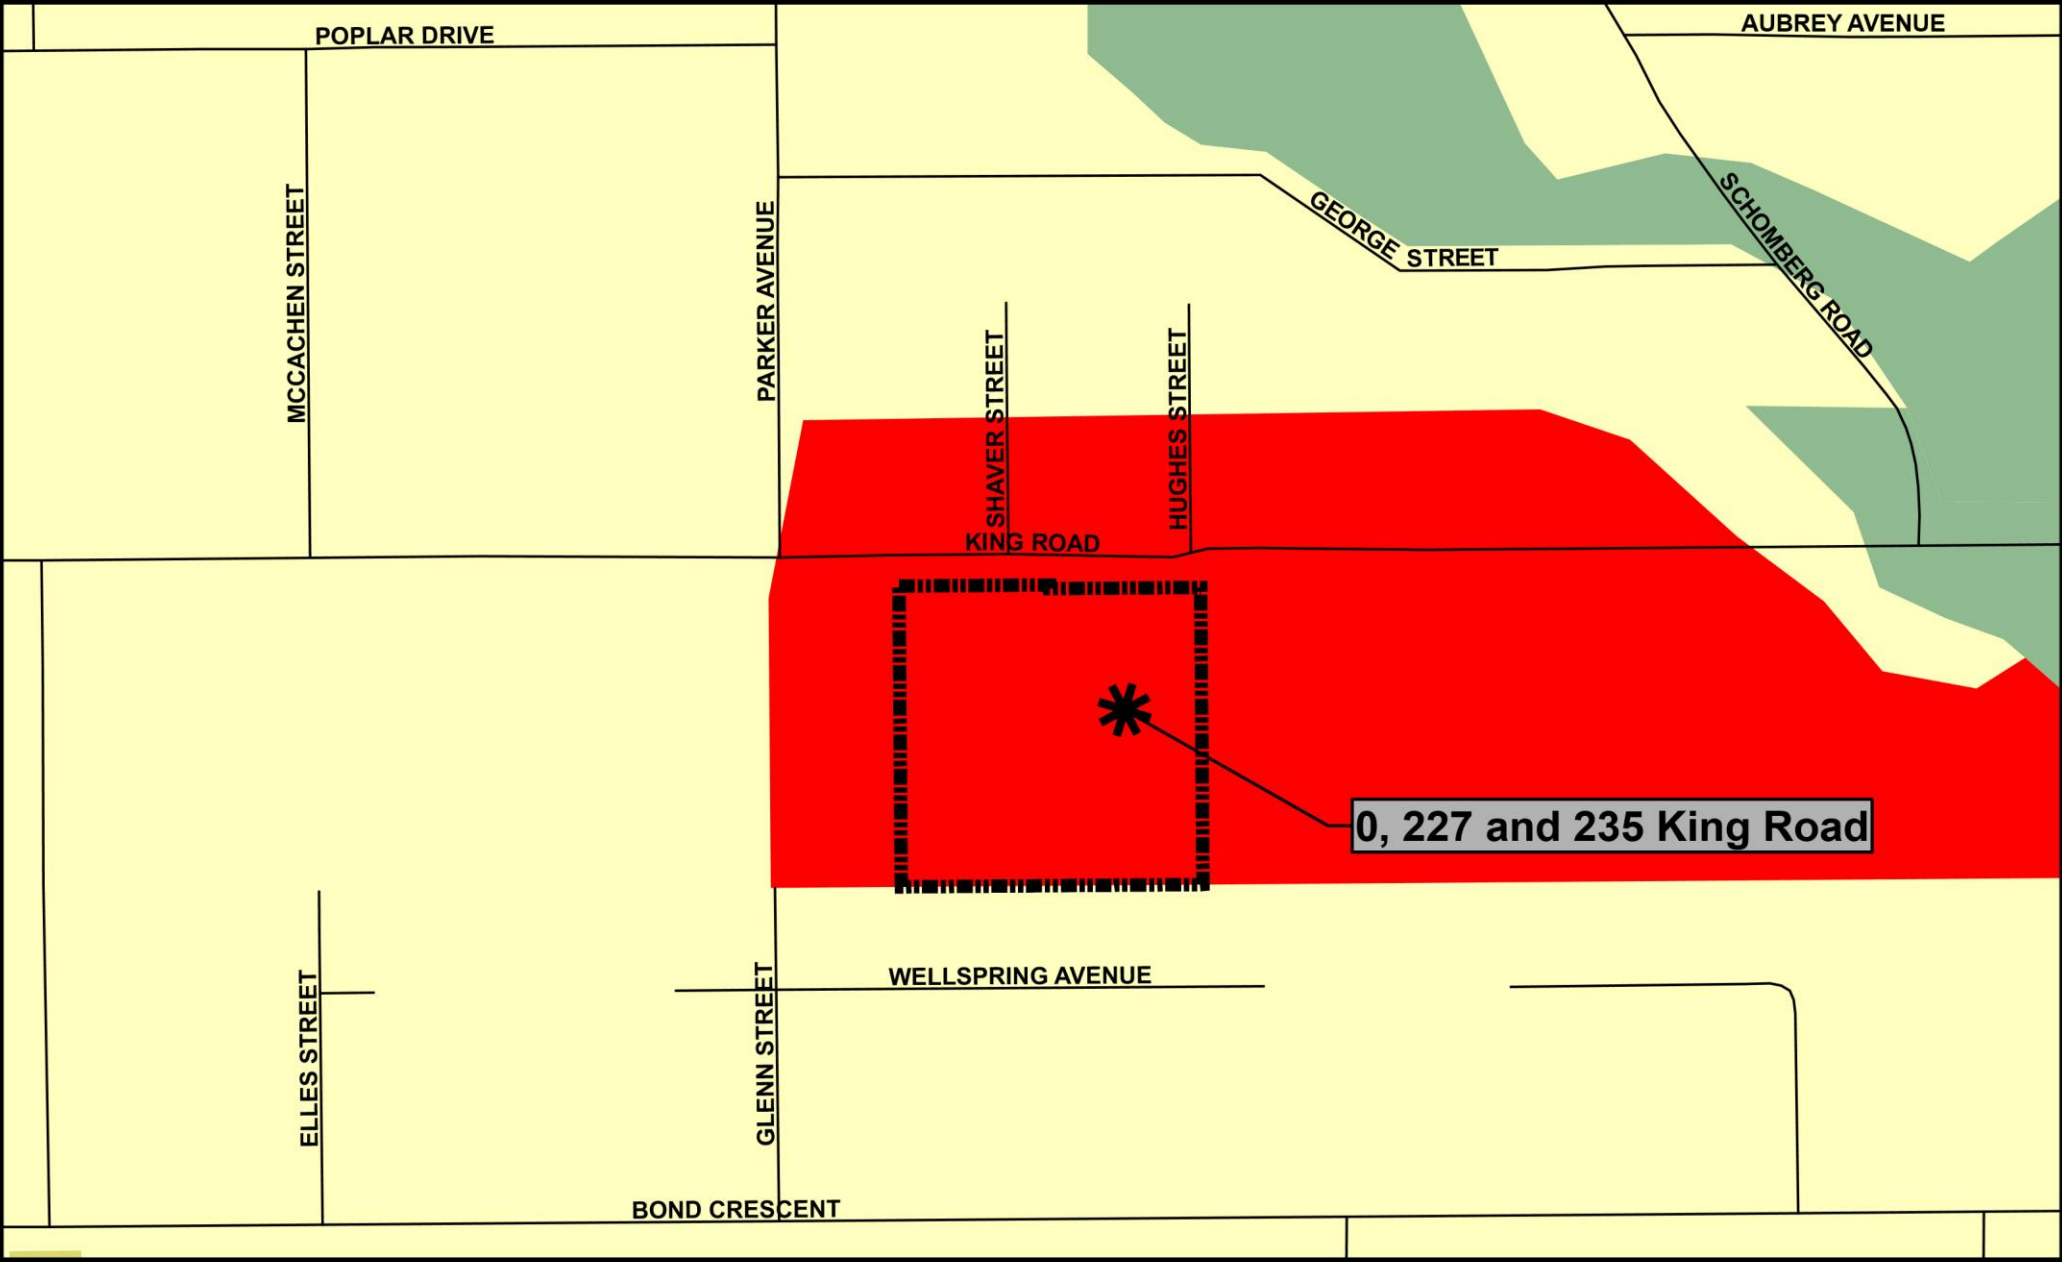 POPLAR DRIVE
AUBREY AVENUE
MCCACHEN STREET
PARKER AVENUE
GEORGE STREET
SCHOMBERG ROAD
SHAVER STREET
HUGHES STREET
KING ROAD
0, 227 and 235 King Road
WELLSPRING AVENUE
ELLES STREET
GLENN STREET
BOND CRESCENT